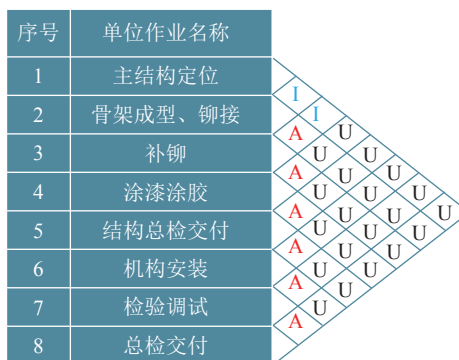 序号 单位作业名称
1 主结构定位
2 骨架成型、铆接
3 补铆
4 涂漆涂胶
5 结构总检交付
6 机构安装
7 检验调试
8 总检交付
I
I
A U
U U
A U U
U U U
A U U U
U U U
A U U
U U
A U
U
A